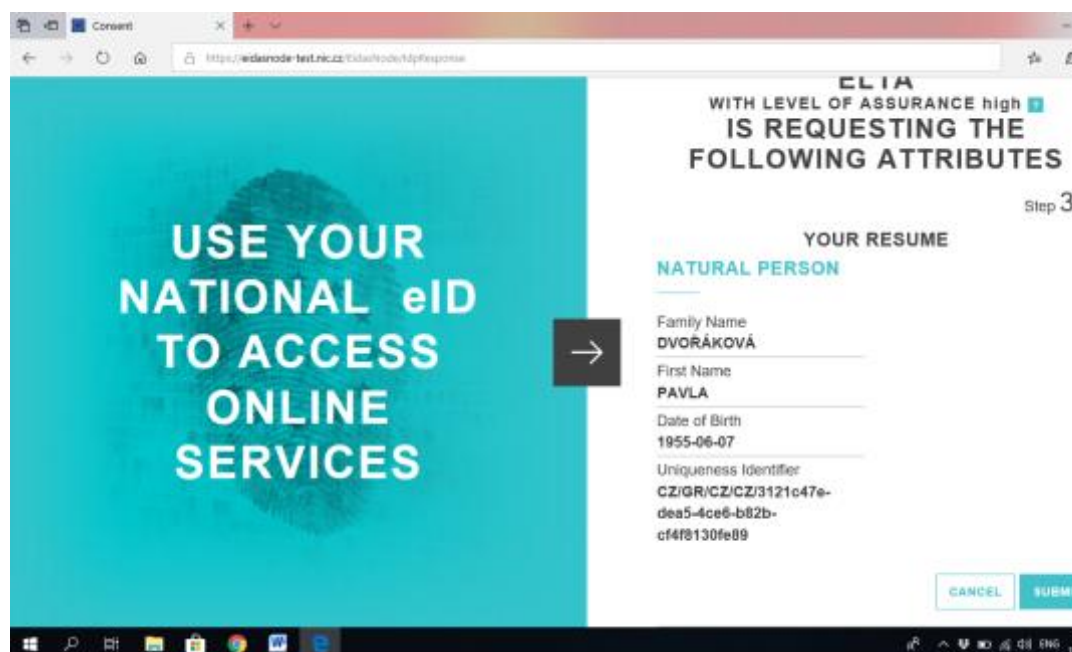 Consent
https://eidasnode-test.nic.cz/EidasNode/IdpResponse
USE YOUR
NATIONAL eID
TO ACCESS
ONLINE
SERVICES
ELTA
WITH LEVEL OF ASSURANCE high
IS REQUESTING THE
FOLLOWING ATTRIBUTES
Step 3
YOUR RESUME
NATURAL PERSON
Family Name
DVOŘÁKOVÁ
First Name
PAVLA
Date of Birth
1955-06-07
Uniqueness Identifier
CZ/GR/CZ/CZ/3121c47e-
dea5-4ce6-b82b-
cf4f8130fe89
CANCEL
SUBM
ENG